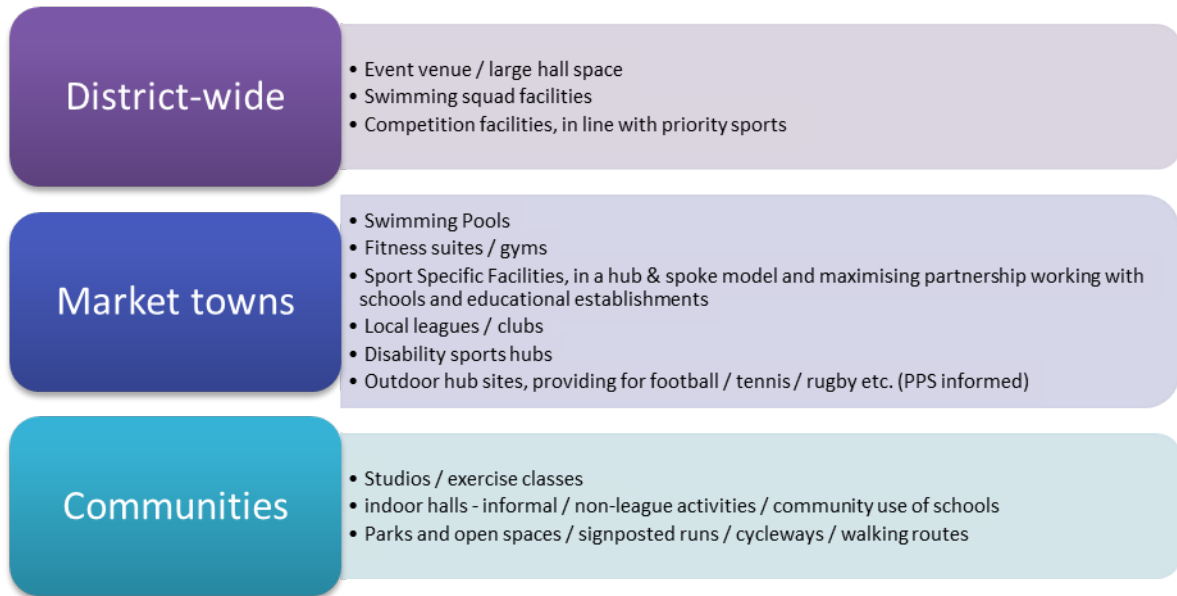 District-wide
• Event venue / large hall space
• Swimming squad facilities
• Competition facilities, in line with priority sports
Market towns
• Swimming Pools
• Fitness suites / gyms
• Sport Specific Facilities, in a hub & spoke model and maximising partnership working with
schools and educational establishments
• Local leagues / clubs
• Disability sports hubs
• Outdoor hub sites, providing for football / tennis / rugby etc. (PPS informed)
Communities
• Studios / exercise classes
• indoor halls - informal / non-league activities / community use of schools
• Parks and open spaces / signposted runs / cycleways / walking routes